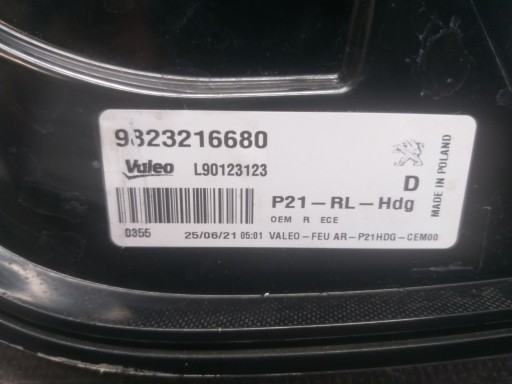 9823216680
Valeo L90123123
D
P21-RL-Hdg
OEM R ECE
0355 25/06/21 05:01 VALEO-FEU AR-P21HDG-CEM00
MADE IN POLAND